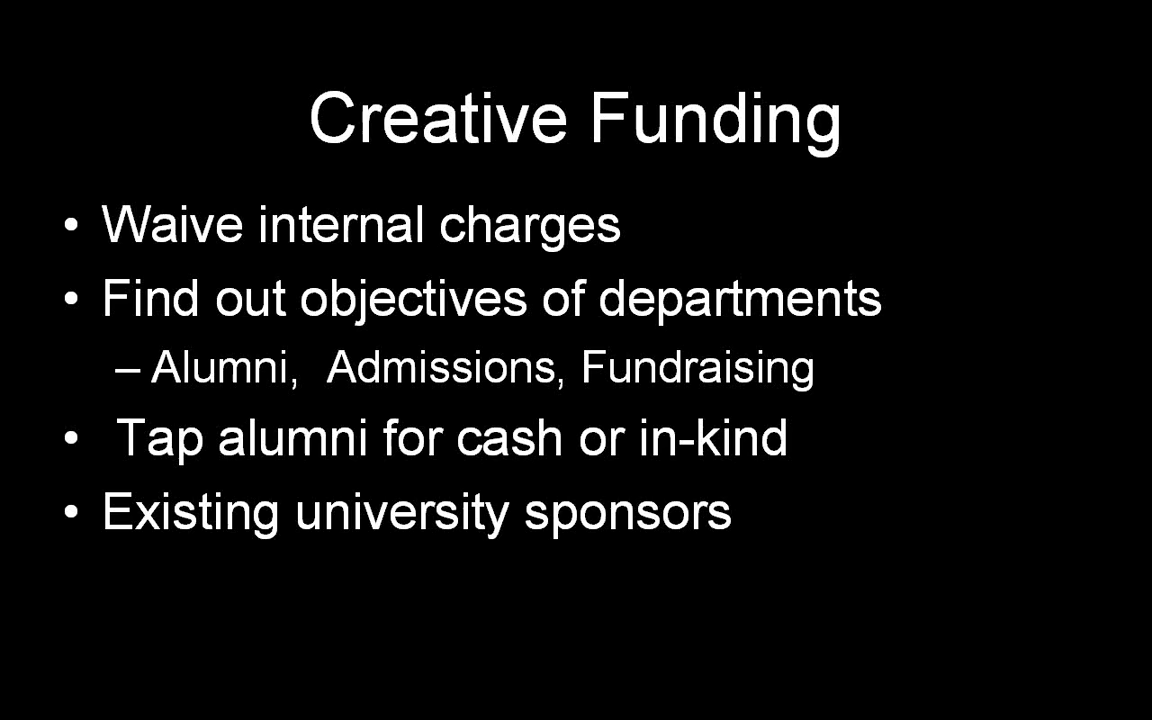 Creative Funding
• Waive internal charges
• Find out objectives of departments
– Alumni,  Admissions, Fundraising
•  Tap alumni for cash or in-kind
• Existing university sponsors